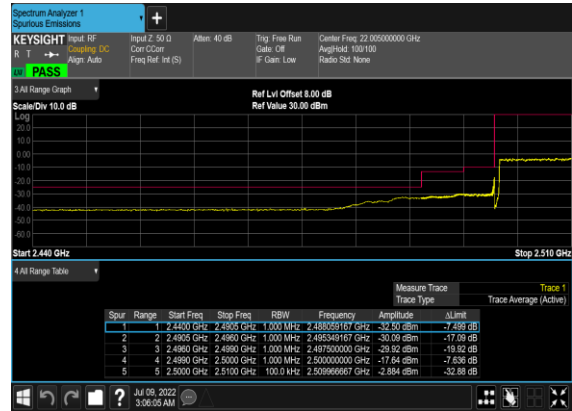 Spectrum Analyzer 1
Spurious Emissions
KEYSIGHT Input: RF Input Z: 50 Ω Atten: 40 dB Trig: Free Run Center Freq: 22.005000000 GHz
R T Coupling: DC Corr CCorr Gate: Off Avg|Hold: 100/100
Align: Auto Freq Ref: Int (S) IF Gain: Low Radio Std: None
LW PASS
3 All Range Graph
Ref Lvl Offset 8.00 dB
Scale/Div 10.0 dB Ref Value 30.00 dBm
Log
20.0
10.0
0.00
-10.0
-20.0
-30.0
-40.0
-50.0
-60.0
Start 2.440 GHz Stop 2.510 GHz
4 All Range Table
Measure Trace Trace 1
Trace Type Trace Average (Active)
Spur Range Start Freq Stop Freq RBW Frequency Amplitude ΔLimit
1 1 2.4400 GHz 2.4905 GHz 1.000 MHz 2.488059167 GHz -32.50 dBm -7.499 dB
2 2 2.4905 GHz 2.4960 GHz 1.000 MHz 2.495349167 GHz -30.09 dBm -17.09 dB
3 3 2.4960 GHz 2.4990 GHz 1.000 MHz 2.497500000 GHz -29.92 dBm -19.92 dB
4 4 2.4990 GHz 2.5000 GHz 1.000 MHz 2.500000000 GHz -17.64 dBm -7.636 dB
5 5 2.5000 GHz 2.5100 GHz 100.0 kHz 2.509966667 GHz -2.884 dBm -32.88 dB
Jul 09, 2022
3:06:05 AM